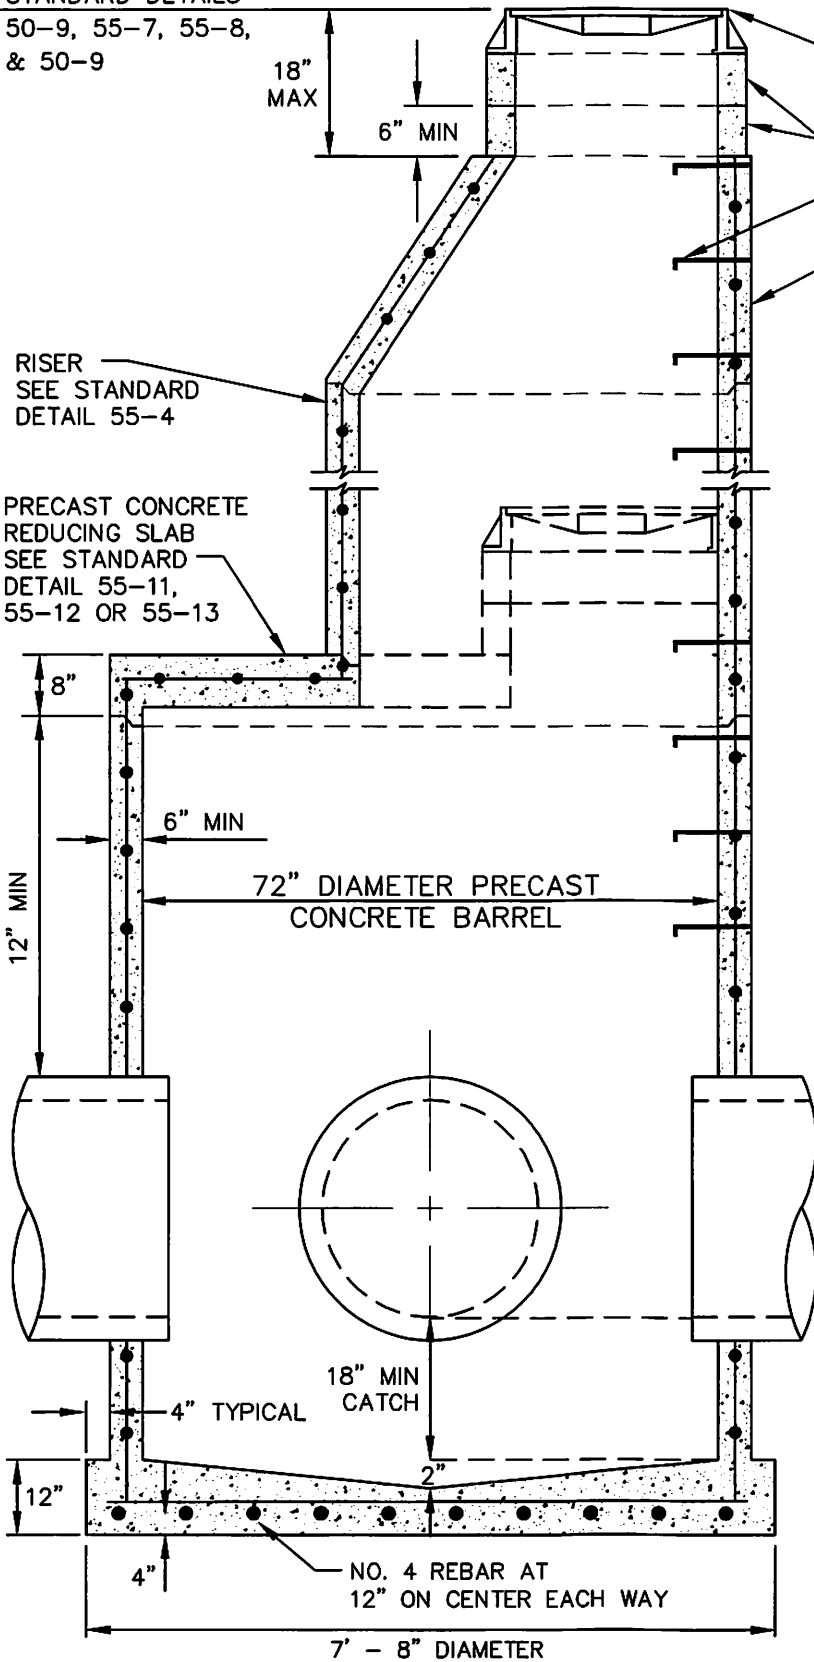 STANDARD DETAILS
50-9, 55-7, 55-8,
& 50-9
18"
MAX
6" MIN
RISER
SEE STANDARD
DETAIL 55-4
PRECAST CONCRETE
REDUCING SLAB
SEE STANDARD
DETAIL 55-11,
55-12 OR 55-13
8"
6" MIN
12" MIN
72" DIAMETER PRECAST
CONCRETE BARREL
18" MIN
CATCH
4" TYPICAL
2"
12"
4"
NO. 4 REBAR AT
12" ON CENTER EACH WAY
7' - 8" DIAMETER